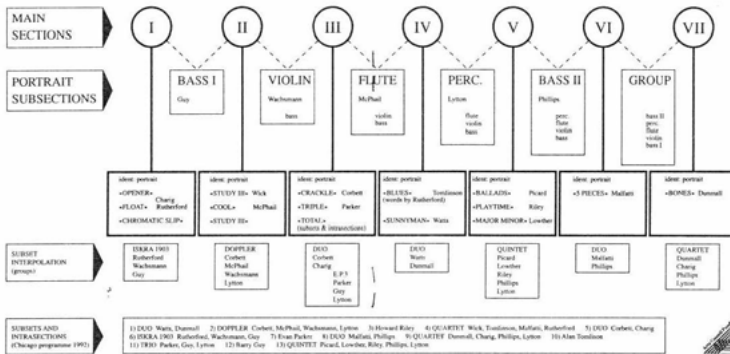 MAIN
SECTIONS
I II III IV V VI VII
PORTRAIT
SUBSECTIONS
BASS I
Guy
VIOLIN
Wachsmann
bass
FLUTE
McPhail
violin
bass
PERC.
Lytton
flute
violin
bass
BASS II
Phillips
perc.
flute
violin
bass
GROUP
bass II
perc.
flute
violin
bass I
ident: portrait
«OPENER»
«FLOAT» Charig
Rutherford
«CHROMATIC SLIP»
ident: portrait
«STUDY III» Wick
«COOL» McPhail
«STUDY III»
ident: portrait
«CRACKLE» Corbett
«TRIPLE» Parker
«TOTAL»
(subsets & intrasections)
ident: portrait
«BLUES» Tomlinson
(words by Rutherford)
«SUNNYMAN» Watts
ident: portrait
«BALLADS» Picard
«PLAYTIME» Riley
«MAJOR MINOR» Lowther
ident: portrait
«5 PIECES» Malfatti
ident: portrait
«BONES» Dunmall
SUBSET
INTERPOLATION
(groups)
ISKRA 1903
Rutherford
Wachsmann
Guy
DOPPLER
Corbett
McPhail
Wachsmann
Lytton
DUO
Corbett
Charig
E.P.3
Parker
Guy
Lytton
DUO
Watts
Dunmall
QUINTET
Picard
Lowther
Riley
Phillips
Lytton
DUO
Malfatti
Phillips
QUARTET
Dunmall
Charig
Phillips
Lytton
SUBSETS AND
INTRASECTIONS
(Chicago programme 1992)
1) DUO Watts, Dunmall 2) DOPPLER Corbett, McPhail, Wachsmann, Lytton 3) Howard Riley 4) QUARTET Wick, Tomlinson, Malfatti, Rutherford 5) DUO Corbett, Charig
6) ISKRA 1903 Rutherford, Wachsmann, Guy 7) Evan Parker 8) DUO Malfatti, Phillips 9) QUARTET Dunmall, Charig, Phillips, Lytton 10) Alan Tomlinson
11) TRIO Parker, Guy, Lytton 12) Barry Guy 13) QUINTET Picard, Lowther, Riley, Phillips, Lytton